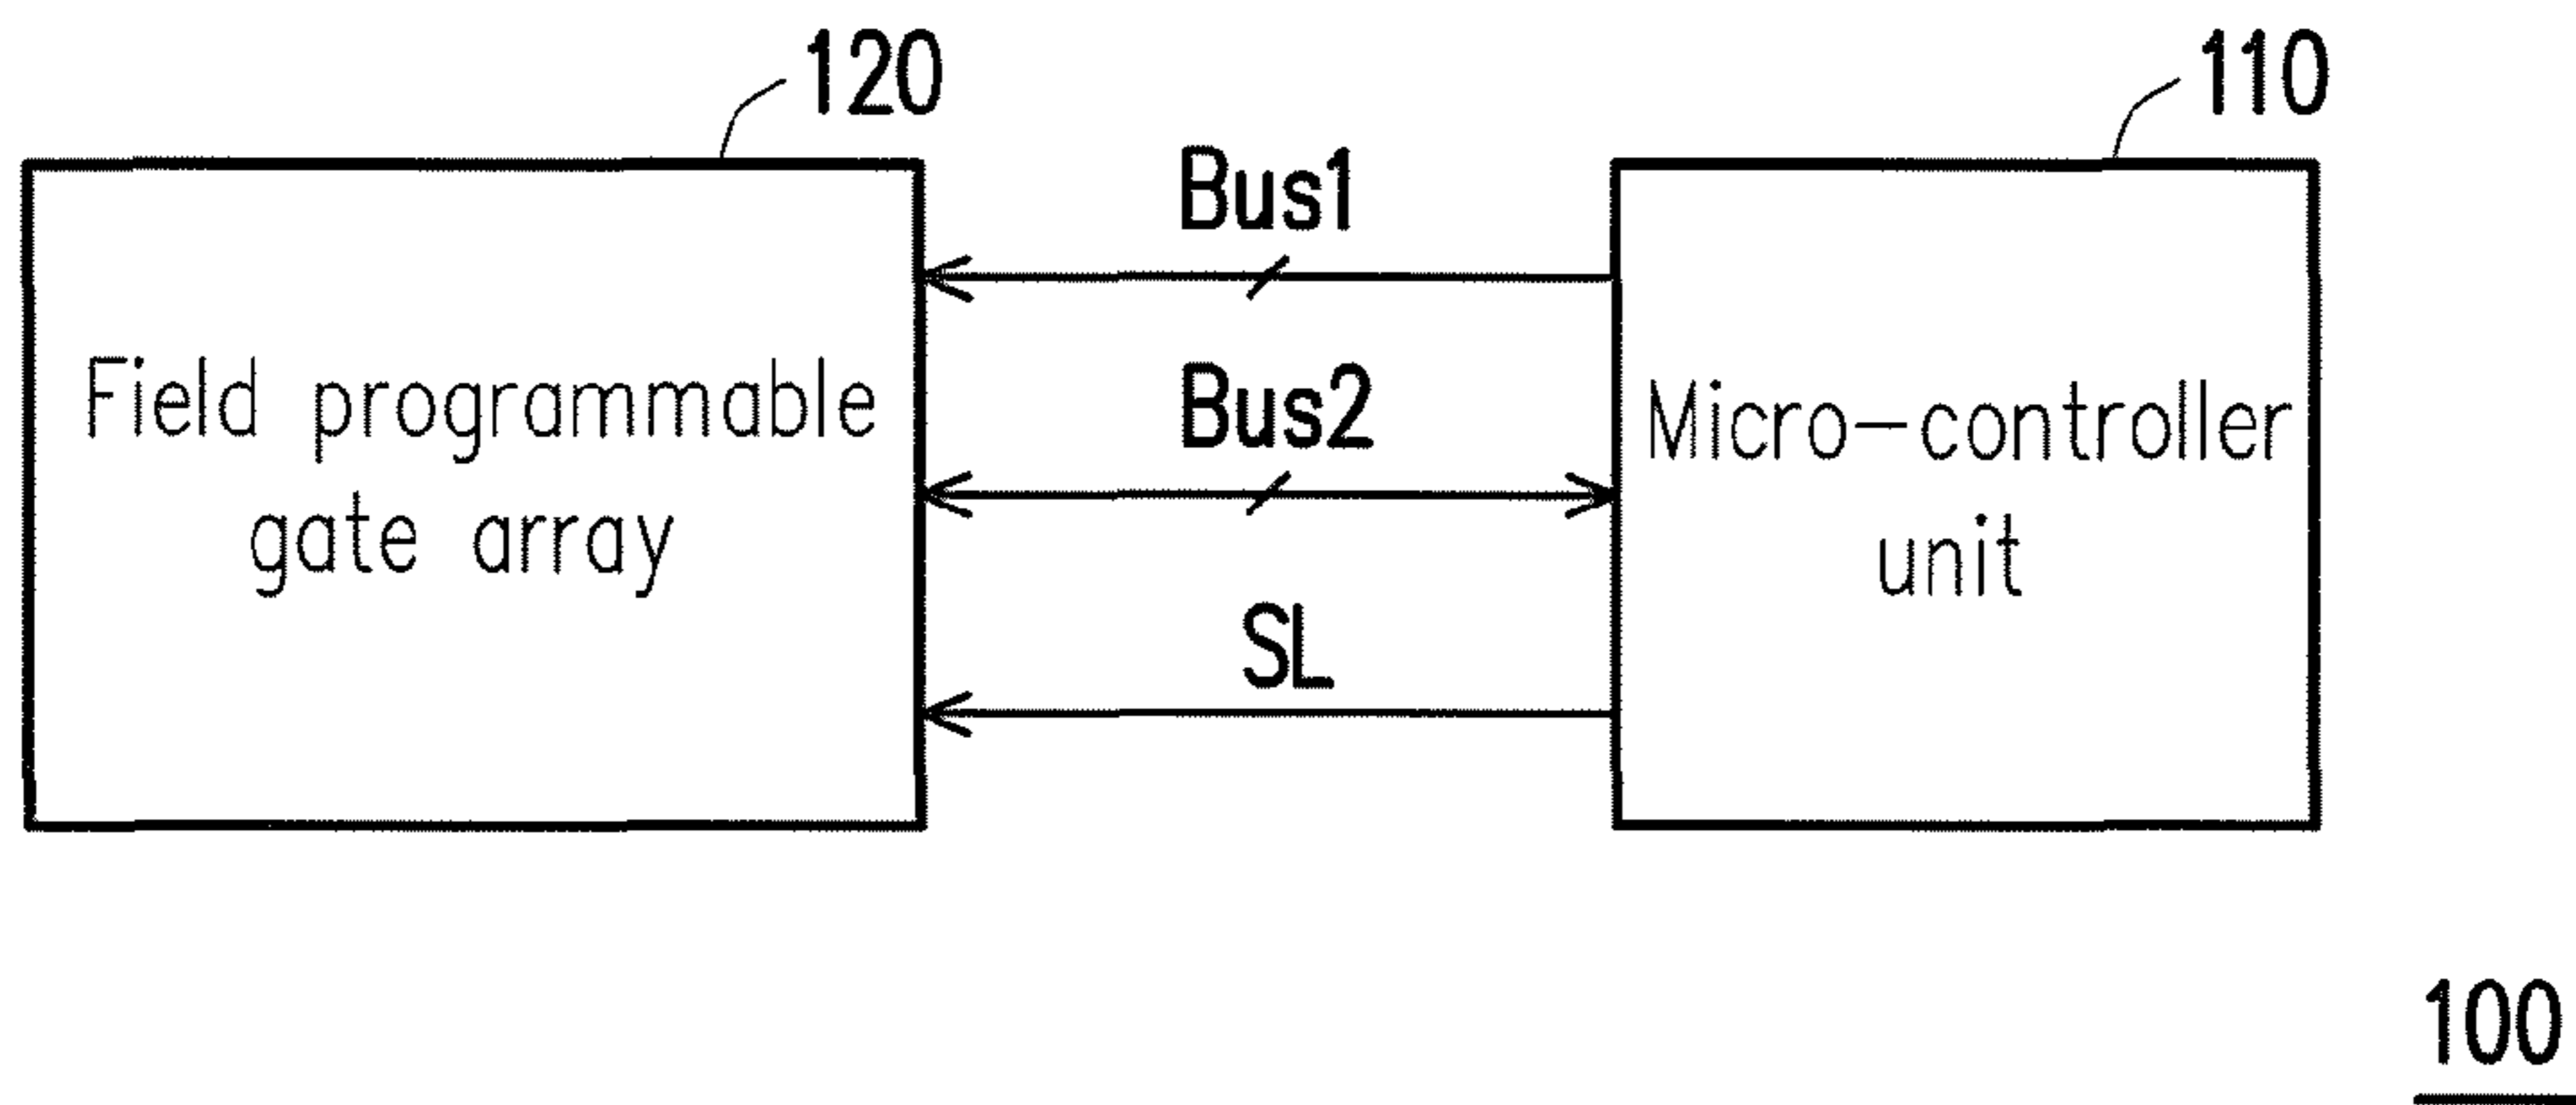 120
110
Bus1
Field programmable
gate array
Bus2
Micro-controller
unit
SL
100